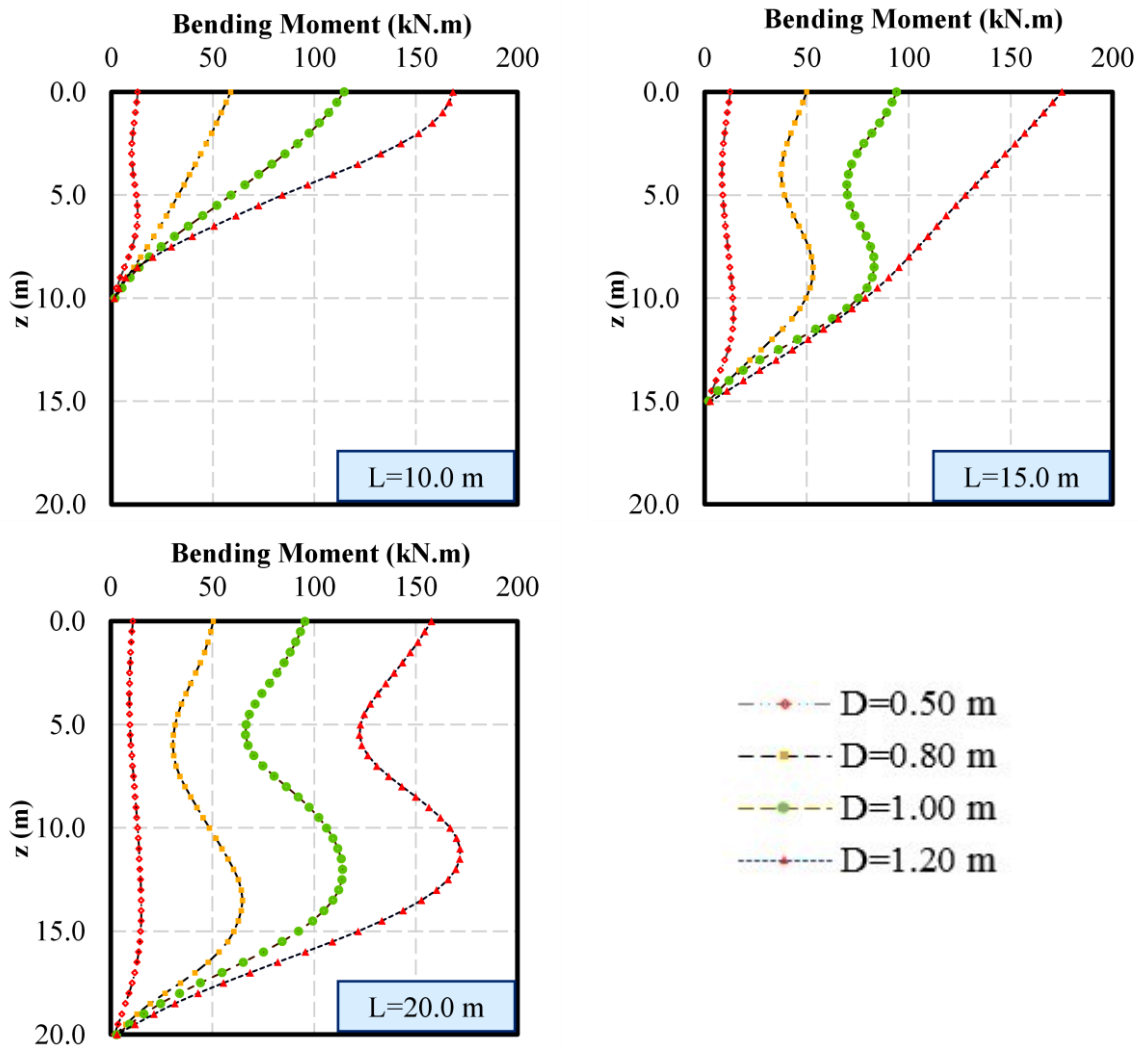 Bending Moment (kN.m)
0 50 100 150 200
0.0
5.0
10.0
15.0
20.0
z (m)
L=10.0 m
Bending Moment (kN.m)
0 50 100 150 200
0.0
5.0
10.0
15.0
20.0
z (m)
L=15.0 m
Bending Moment (kN.m)
0 50 100 150 200
0.0
5.0
10.0
15.0
20.0
z (m)
L=20.0 m
D=0.50 m
D=0.80 m
D=1.00 m
D=1.20 m